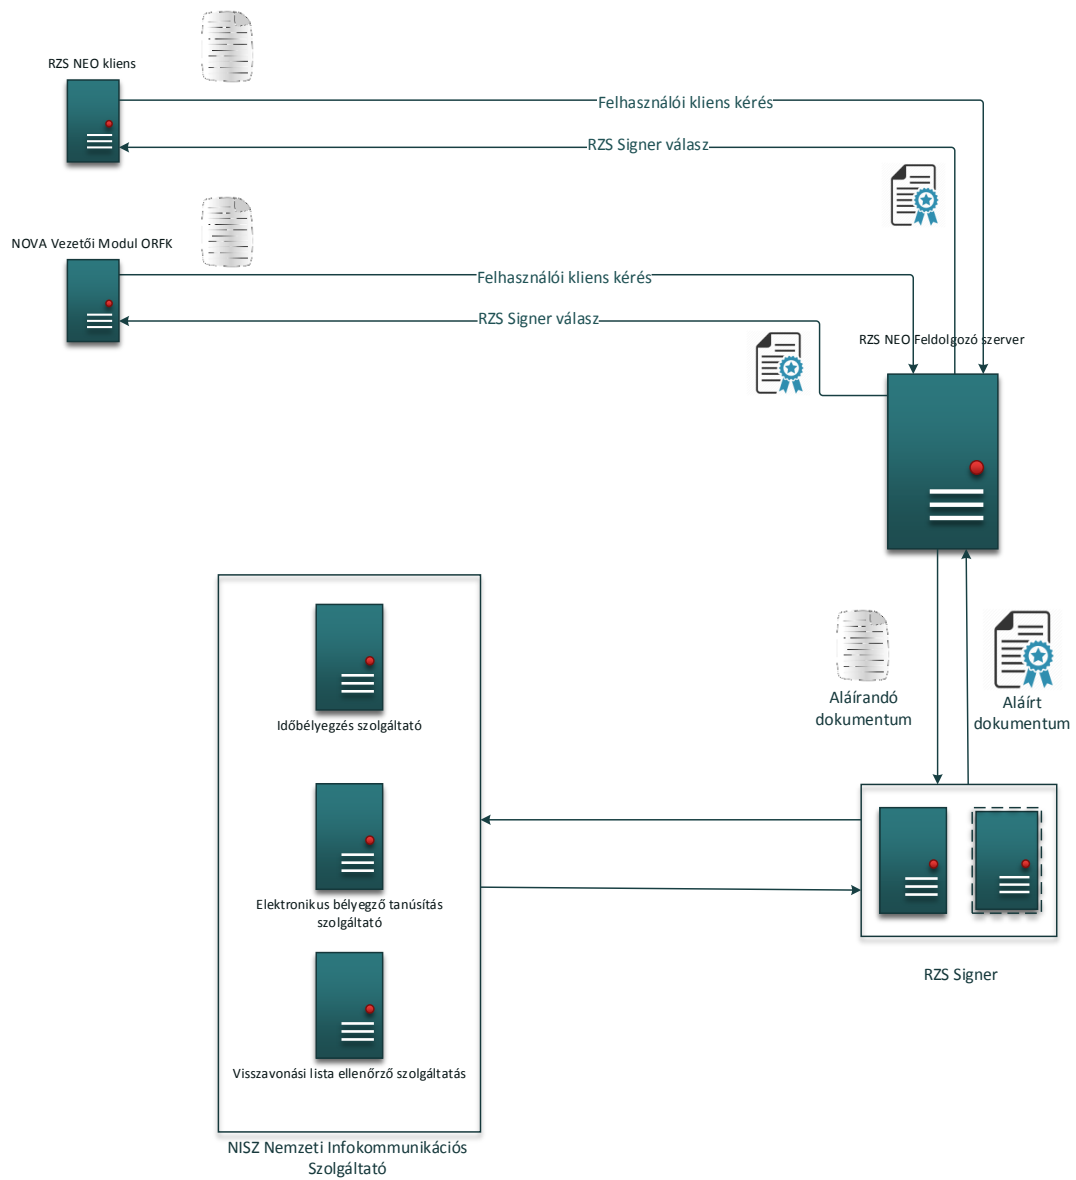 RZS NEO kliens
Felhasználói kliens kérés
RZS Signer válasz
NOVA Vezetői Modul ORFK
Felhasználói kliens kérés
RZS Signer válasz
RZS NEO Feldolgozó szerver
Aláírandó
dokumentum
Aláírt
dokumentum
Időbélyegzés szolgáltató
Elektronikus bélyegző tanúsítás
szolgáltató
RZS Signer
Visszavonási lista ellenőrző szolgáltatás
NISZ Nemzeti Infokommunikációs
Szolgáltató